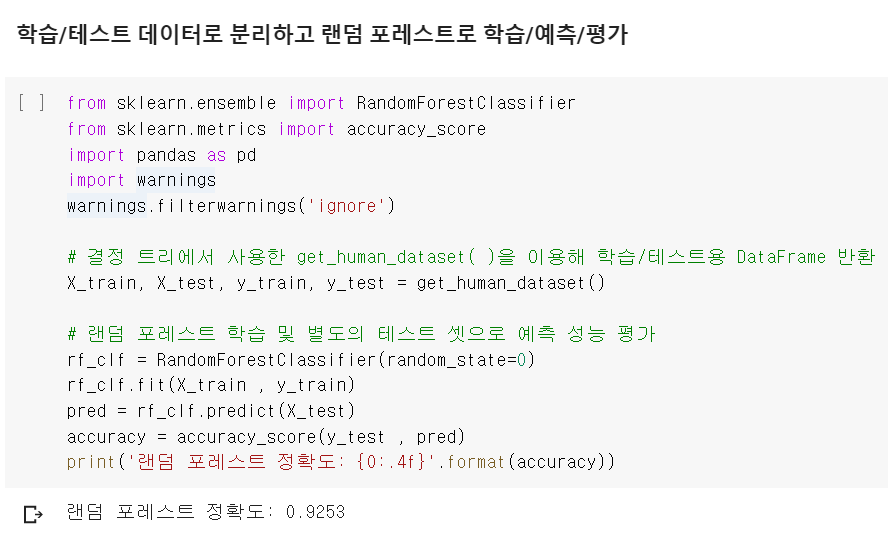 학습/테스트 데이터로 분리하고 랜덤 포레스트로 학습/예측/평가
[ ] from sklearn.ensemble import RandomForestClassifier
from sklearn.metrics import accuracy_score
import pandas as pd
import warnings
warnings.filterwarnings('ignore')
# 결정 트리에서 사용한 get_human_dataset( )을 이용해 학습/테스트용 DataFrame 반환
X_train, X_test, y_train, y_test = get_human_dataset()
# 랜덤 포레스트 학습 및 별도의 테스트 셋으로 예측 성능 평가
rf_clf = RandomForestClassifier(random_state=0)
rf_clf.fit(X_train , y_train)
pred = rf_clf.predict(X_test)
accuracy = accuracy_score(y_test , pred)
print('랜덤 포레스트 정확도: {0:.4f}'.format(accuracy))
랜덤 포레스트 정확도: 0.9253